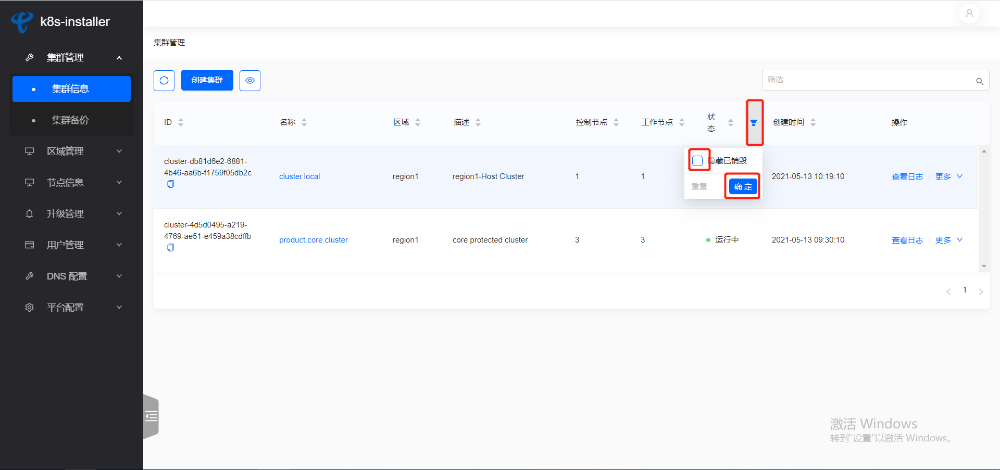 k8s-installer
集群管理
集群信息
集群备份
区域管理
节点信息
升级管理
用户管理
DNS 配置
平台配置
集群管理
创建集群
筛选
ID 名称 区域 描述 控制节点 工作节点 状态 创建时间 操作
cluster-db81d6e2-6881-
4b46-aa6b-f1759f05db2c
cluster.local region1 region1-Host Cluster 1 1 2021-05-13 10:19:10 查看日志 更多
隐藏已销毁
重置 确 定
cluster-4d5d0495-a219-
4769-ae51-e459a38cdffb
product.core.cluster region1 core protected cluster 3 3 运行中 2021-05-13 09:30:10 查看日志 更多
< 1 >
激活 Windows
转到"设置"以激活 Windows。